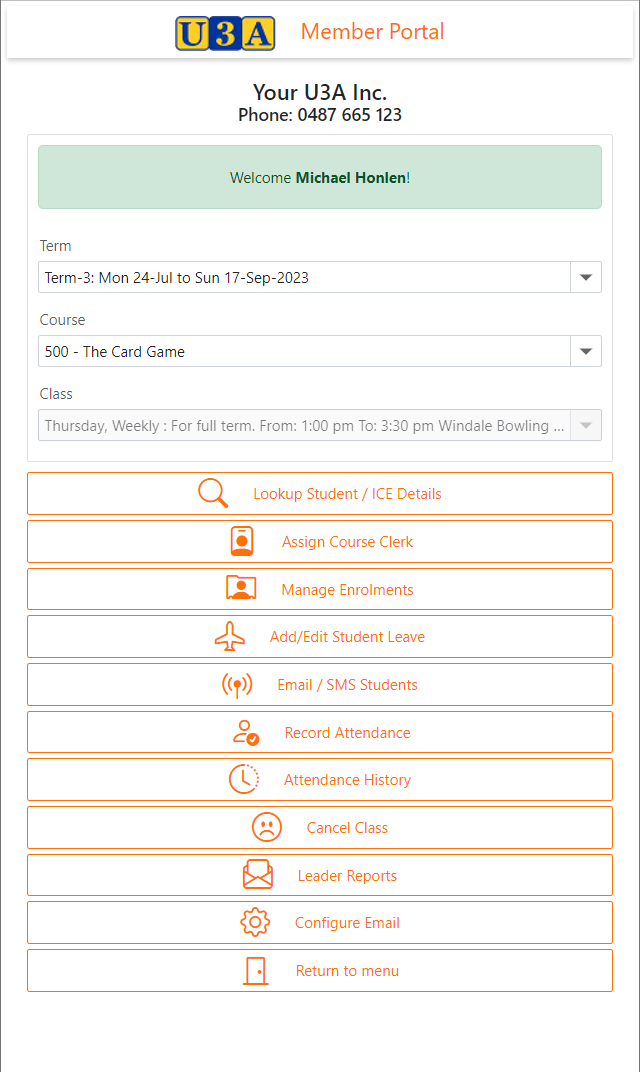 U3A Member Portal
Your U3A Inc.
Phone: 0487 665 123
Welcome Michael Honlen!
Term
Term-3: Mon 24-Jul to Sun 17-Sep-2023
Course
500 - The Card Game
Class
Thursday, Weekly : For full term. From: 1:00 pm To: 3:30 pm Windale Bowling ...
Lookup Student / ICE Details
Assign Course Clerk
Manage Enrolments
Add/Edit Student Leave
Email / SMS Students
Record Attendance
Attendance History
Cancel Class
Leader Reports
Configure Email
Return to menu